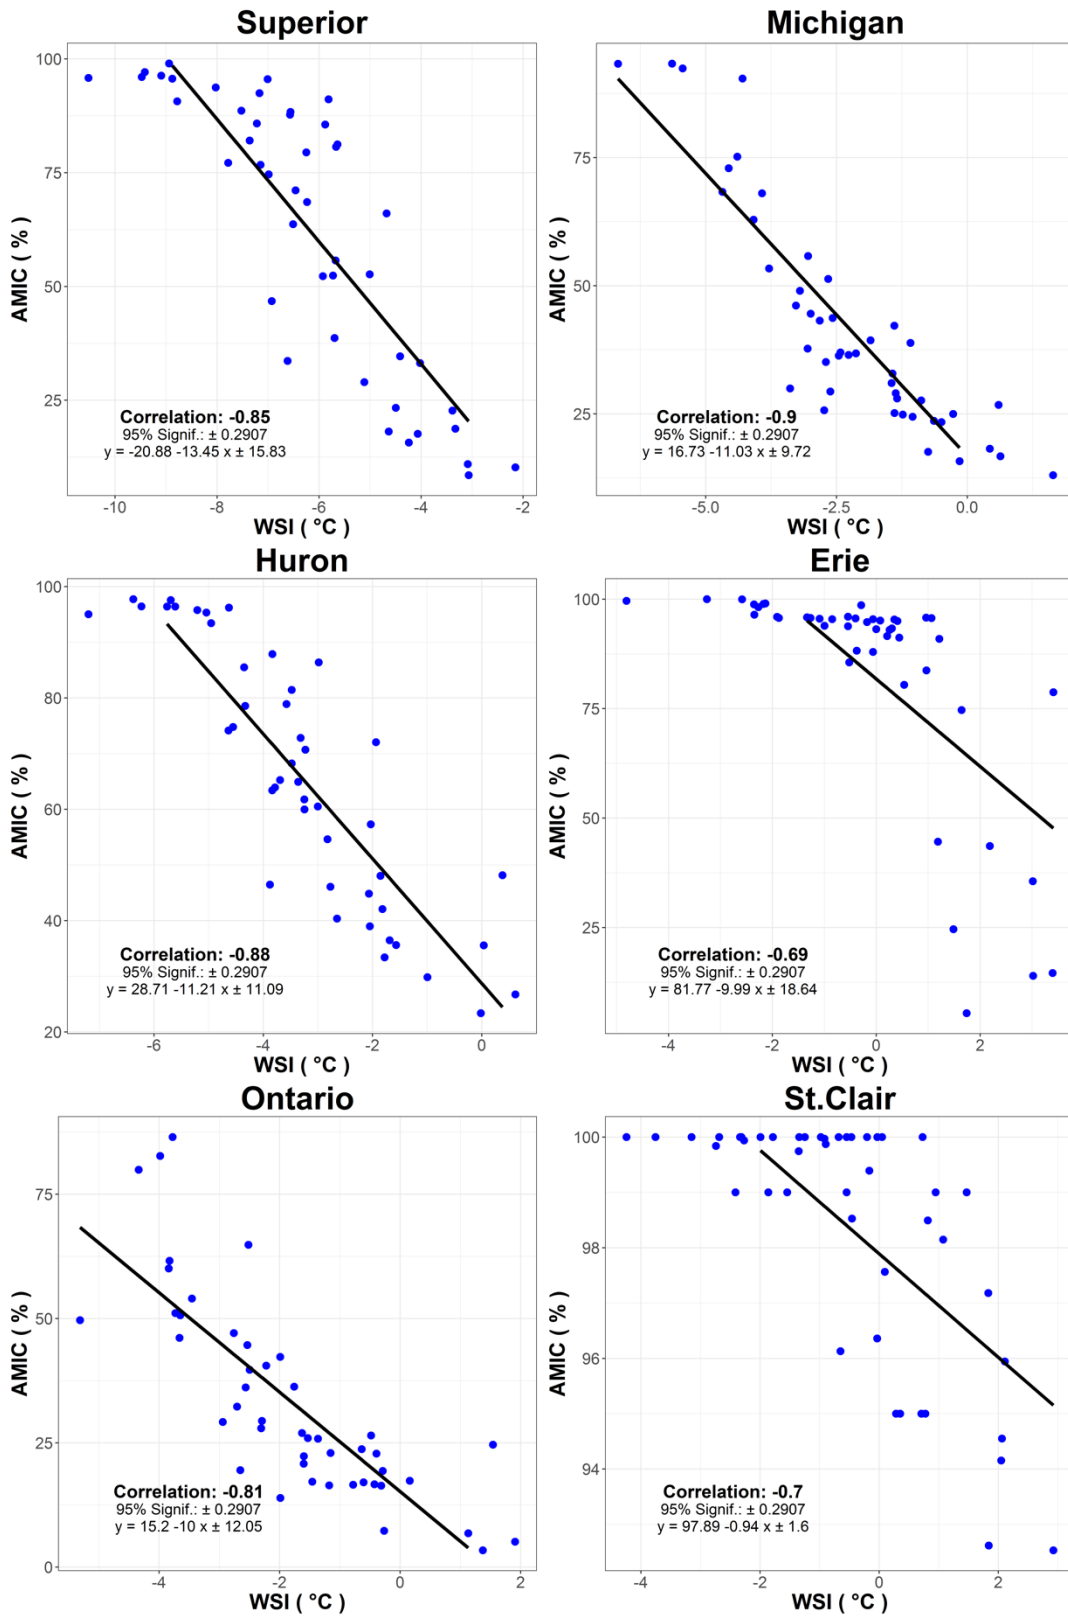 Superior
AMIC ( % )
100
75
50
25
Correlation: -0.85
95% Signif.: ± 0.2907
y = -20.88 -13.45 x ± 15.83
-10 -8 -6 -4 -2
WSI ( °C )
Michigan
AMIC ( % )
75
50
25
Correlation: -0.9
95% Signif.: ± 0.2907
y = 16.73 -11.03 x ± 9.72
-5.0 -2.5 0.0
WSI ( °C )
Huron
AMIC ( % )
100
80
60
40
20
Correlation: -0.88
95% Signif.: ± 0.2907
y = 28.71 -11.21 x ± 11.09
-6 -4 -2 0
WSI ( °C )
Erie
AMIC ( % )
100
75
50
25
Correlation: -0.69
95% Signif.: ± 0.2907
y = 81.77 -9.99 x ± 18.64
-4 -2 0 2
WSI ( °C )
Ontario
AMIC ( % )
75
50
25
0
Correlation: -0.81
95% Signif.: ± 0.2907
y = 15.2 -10 x ± 12.05
-4 -2 0 2
WSI ( °C )
St.Clair
AMIC ( % )
100
98
96
94
Correlation: -0.7
95% Signif.: ± 0.2907
y = 97.89 -0.94 x ± 1.6
-4 -2 0 2
WSI ( °C )